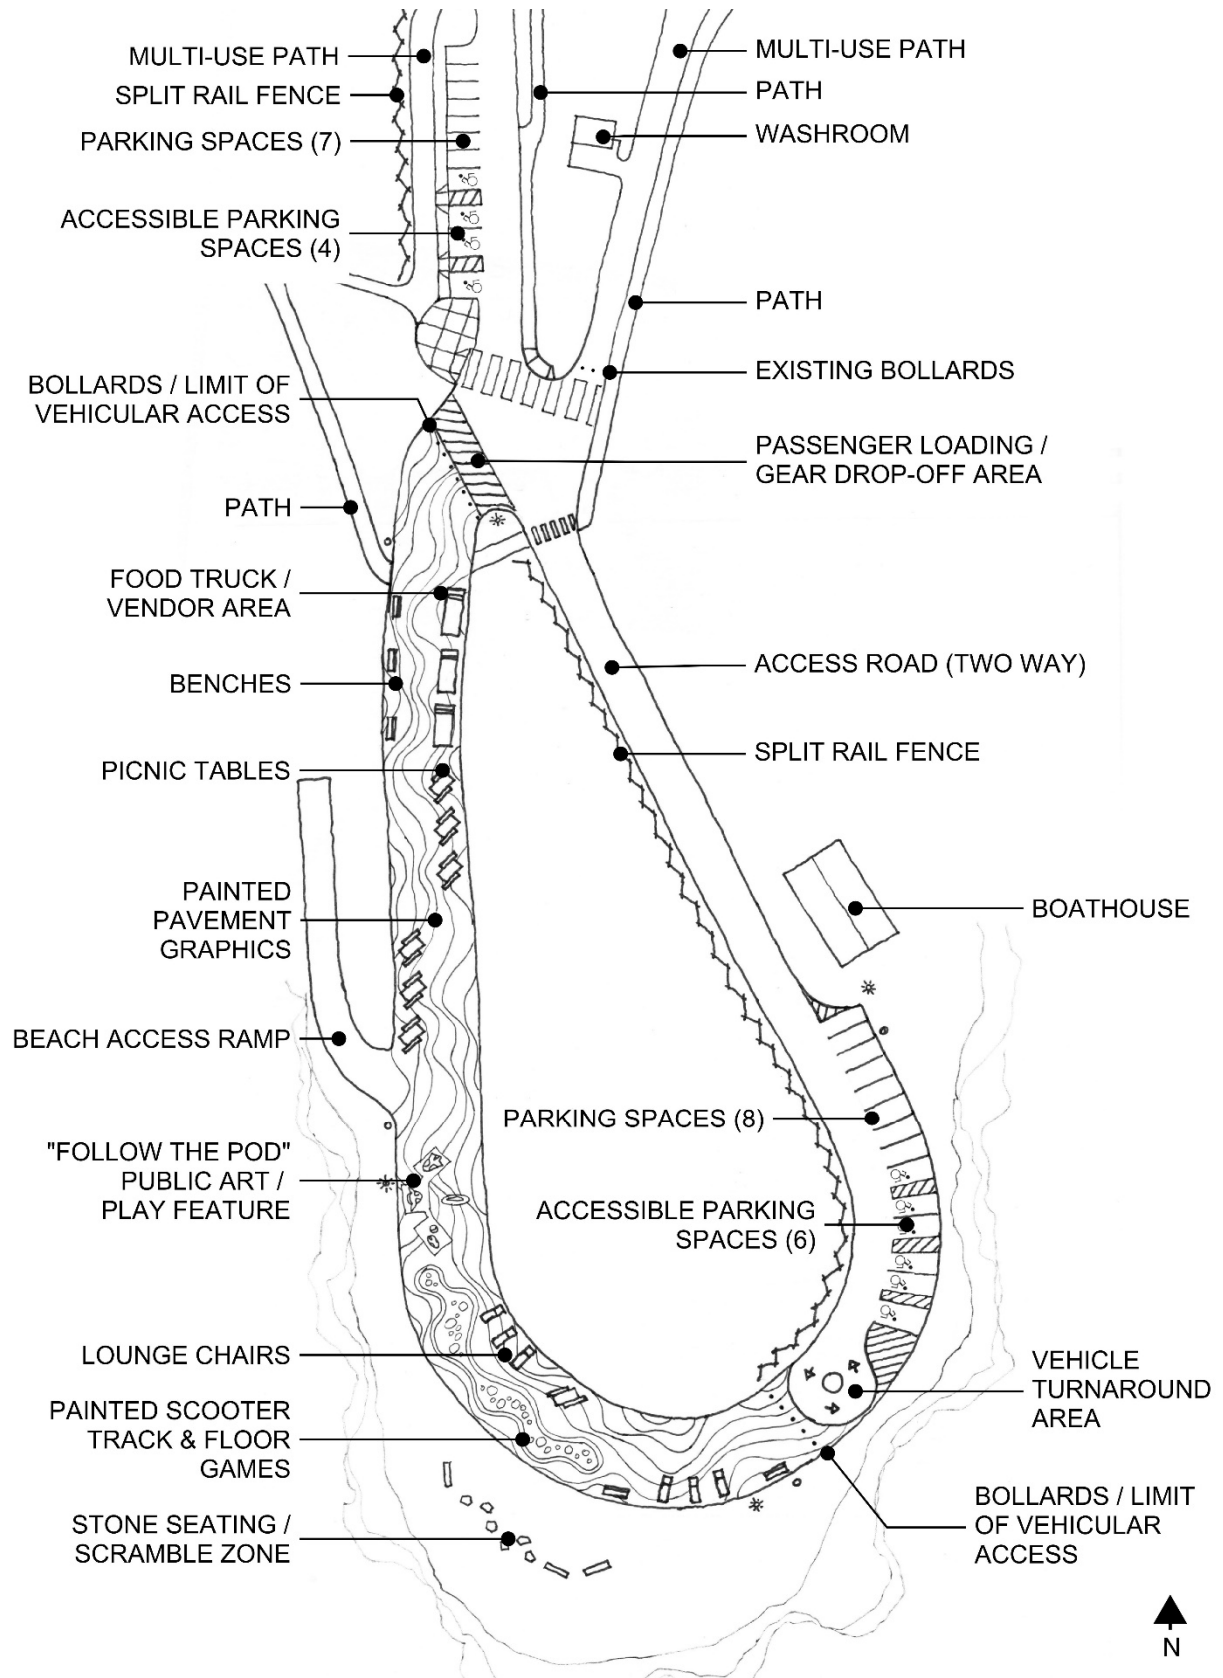 MULTI-USE PATH
SPLIT RAIL FENCE
PARKING SPACES (7)
ACCESSIBLE PARKING
SPACES (4)
BOLLARDS / LIMIT OF
VEHICULAR ACCESS
PATH
FOOD TRUCK /
VENDOR AREA
BENCHES
PICNIC TABLES
PAINTED
PAVEMENT
GRAPHICS
BEACH ACCESS RAMP
"FOLLOW THE POD"
PUBLIC ART /
PLAY FEATURE
LOUNGE CHAIRS
PAINTED SCOOTER
TRACK & FLOOR
GAMES
STONE SEATING /
SCRAMBLE ZONE
MULTI-USE PATH
PATH
WASHROOM
PATH
EXISTING BOLLARDS
PASSENGER LOADING /
GEAR DROP-OFF AREA
ACCESS ROAD (TWO WAY)
SPLIT RAIL FENCE
BOATHOUSE
PARKING SPACES (8)
ACCESSIBLE PARKING
SPACES (6)
VEHICLE
TURNAROUND
AREA
BOLLARDS / LIMIT
OF VEHICULAR
ACCESS
N